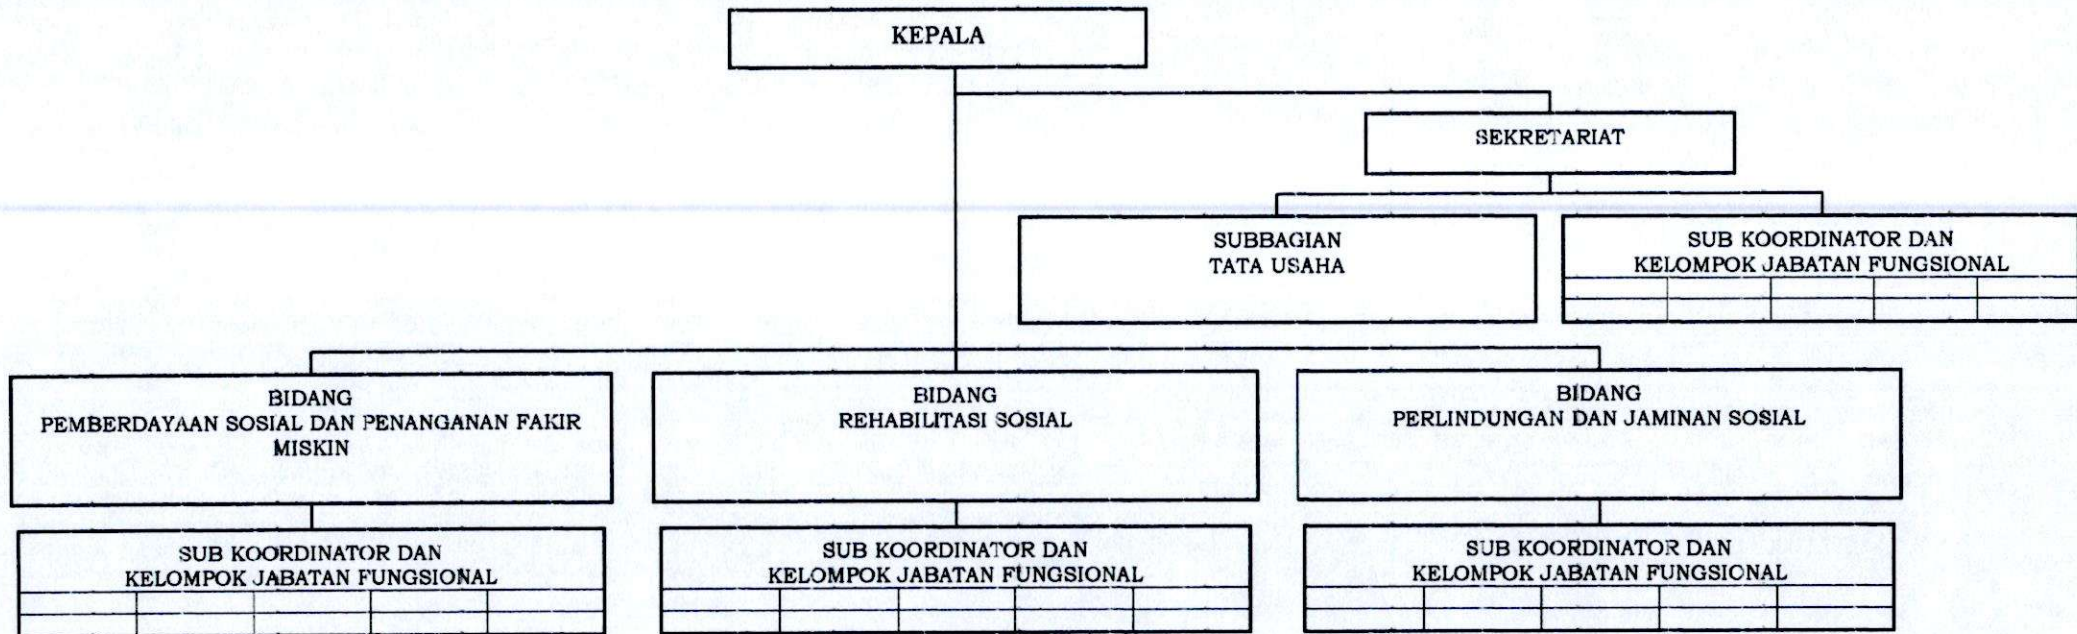 KEPALA
SEKRETARIAT
SUBBAGIAN
TATA USAHA
SUB KOORDINATOR DAN
KELOMPOK JABATAN FUNGSIONAL
BIDANG
PEMBERDAYAAN SOSIAL DAN PENANGANAN FAKIR
MISKIN
BIDANG
REHABILITASI SOSIAL
BIDANG
PERLINDUNGAN DAN JAMINAN SOSIAL
SUB KOORDINATOR DAN
KELOMPOK JABATAN FUNGSIONAL
SUB KOORDINATOR DAN
KELOMPOK JABATAN FUNGSIONAL
SUB KOORDINATOR DAN
KELOMPOK JABATAN FUNGSIONAL